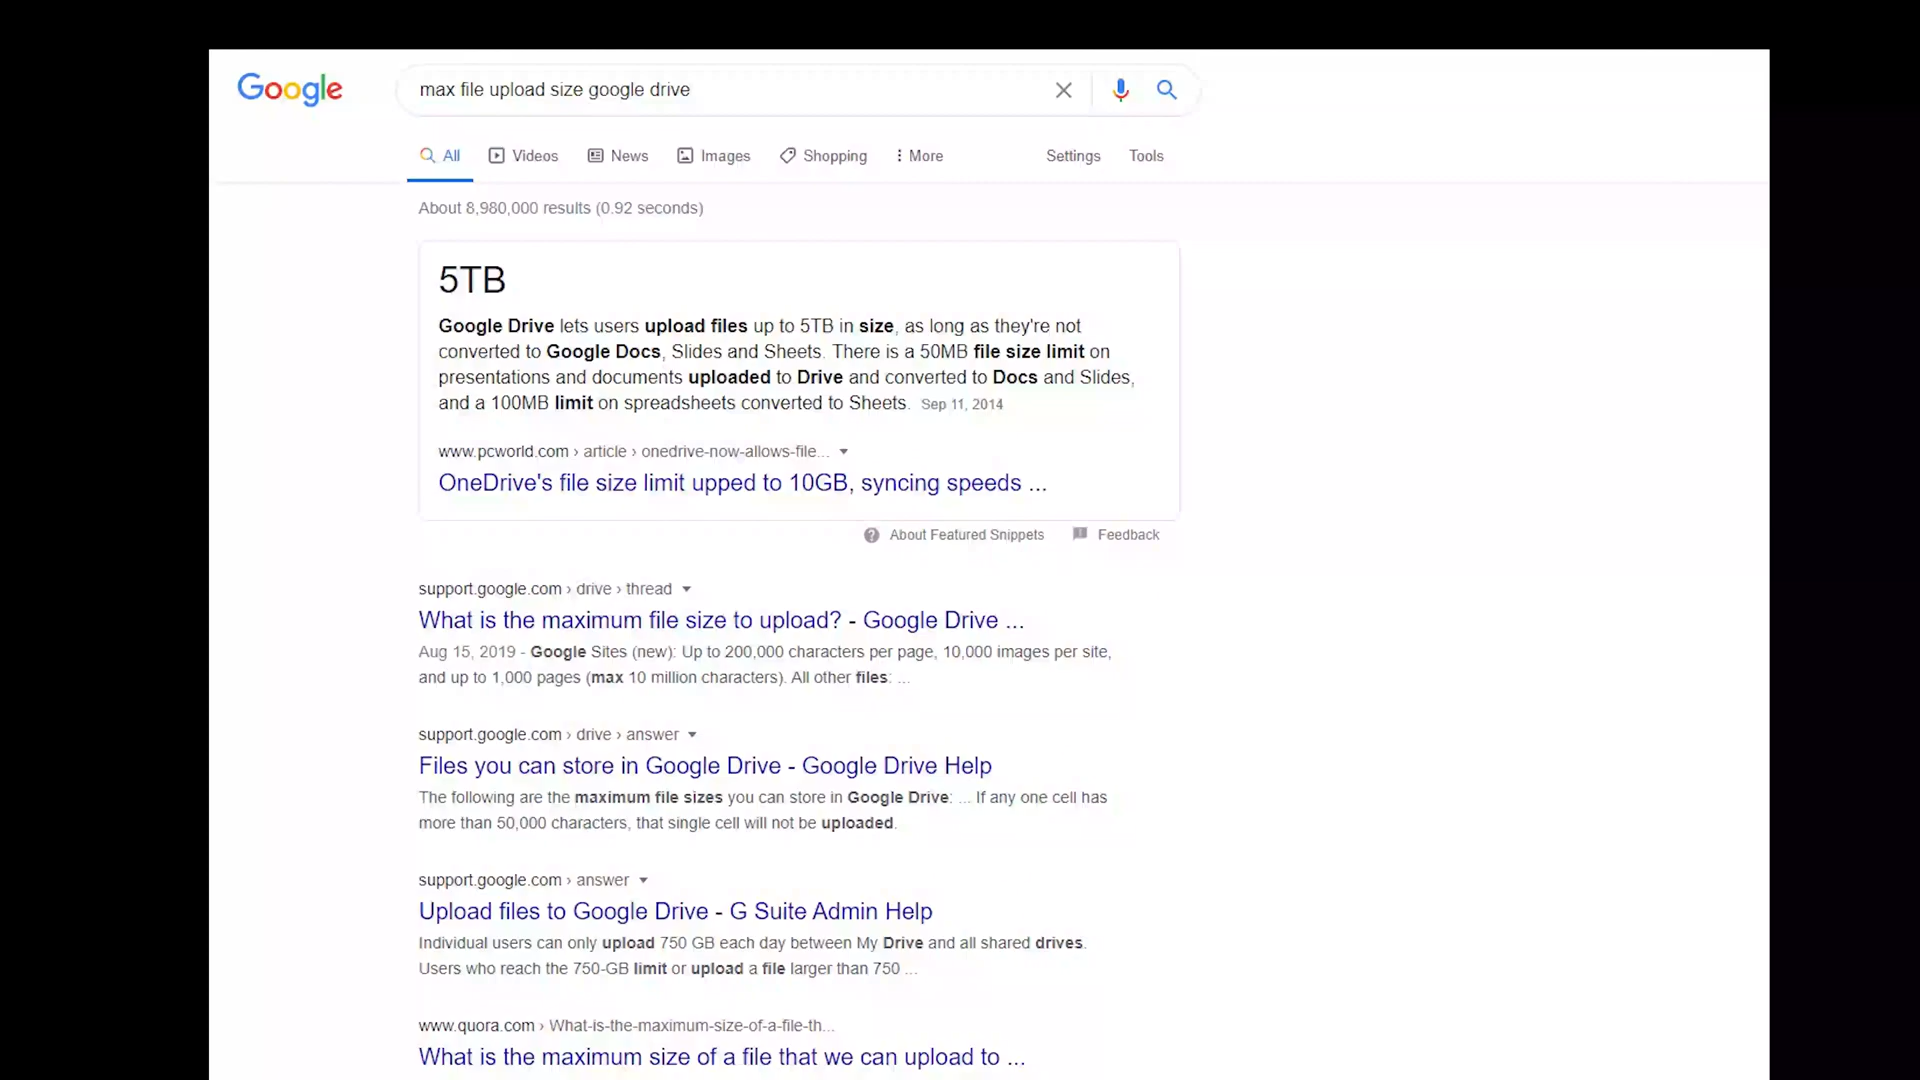 Google
max file upload size google drive
All Videos News Images Shopping More Settings Tools
About 8,980,000 results (0.92 seconds)
5TB
Google Drive lets users upload files up to 5TB in size, as long as they're not
converted to Google Docs, Slides and Sheets. There is a 50MB file size limit on
presentations and documents uploaded to Drive and converted to Docs and Slides,
and a 100MB limit on spreadsheets converted to Sheets. Sep 11, 2014
www.pcworld.com › article › onedrive-now-allows-file...
OneDrive's file size limit upped to 10GB, syncing speeds ...
About Featured Snippets Feedback
support.google.com › drive › thread
What is the maximum file size to upload? - Google Drive ...
Aug 15, 2019 - Google Sites (new): Up to 200,000 characters per page, 10,000 images per site,
and up to 1,000 pages (max 10 million characters). All other files: ...
support.google.com › drive › answer
Files you can store in Google Drive - Google Drive Help
The following are the maximum file sizes you can store in Google Drive: ... If any one cell has
more than 50,000 characters, that single cell will not be uploaded.
support.google.com › answer
Upload files to Google Drive - G Suite Admin Help
Individual users can only upload 750 GB each day between My Drive and all shared drives.
Users who reach the 750-GB limit or upload a file larger than 750 ...
www.quora.com › What-is-the-maximum-size-of-a-file-th...
What is the maximum size of a file that we can upload to ...